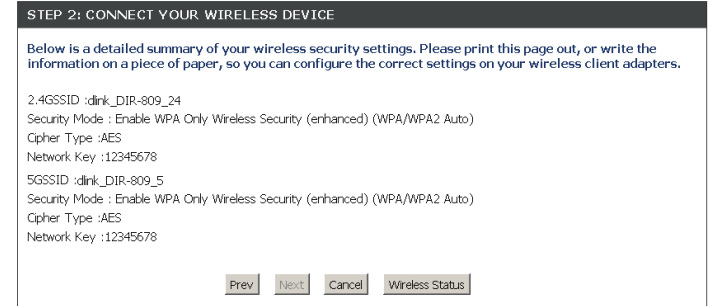 STEP 2: CONNECT YOUR WIRELESS DEVICE
Below is a detailed summary of your wireless security settings. Please print this page out, or write the
information on a piece of paper, so you can configure the correct settings on your wireless client adapters.
2.4GSSID :dlink_DIR-809_24
Security Mode : Enable WPA Only Wireless Security (enhanced) (WPA/WPA2 Auto)
Cipher Type :AES
Network Key :12345678
5GSSID :dlink_DIR-809_5
Security Mode : Enable WPA Only Wireless Security (enhanced) (WPA/WPA2 Auto)
Cipher Type :AES
Network Key :12345678
Prev Next Cancel Wireless Status